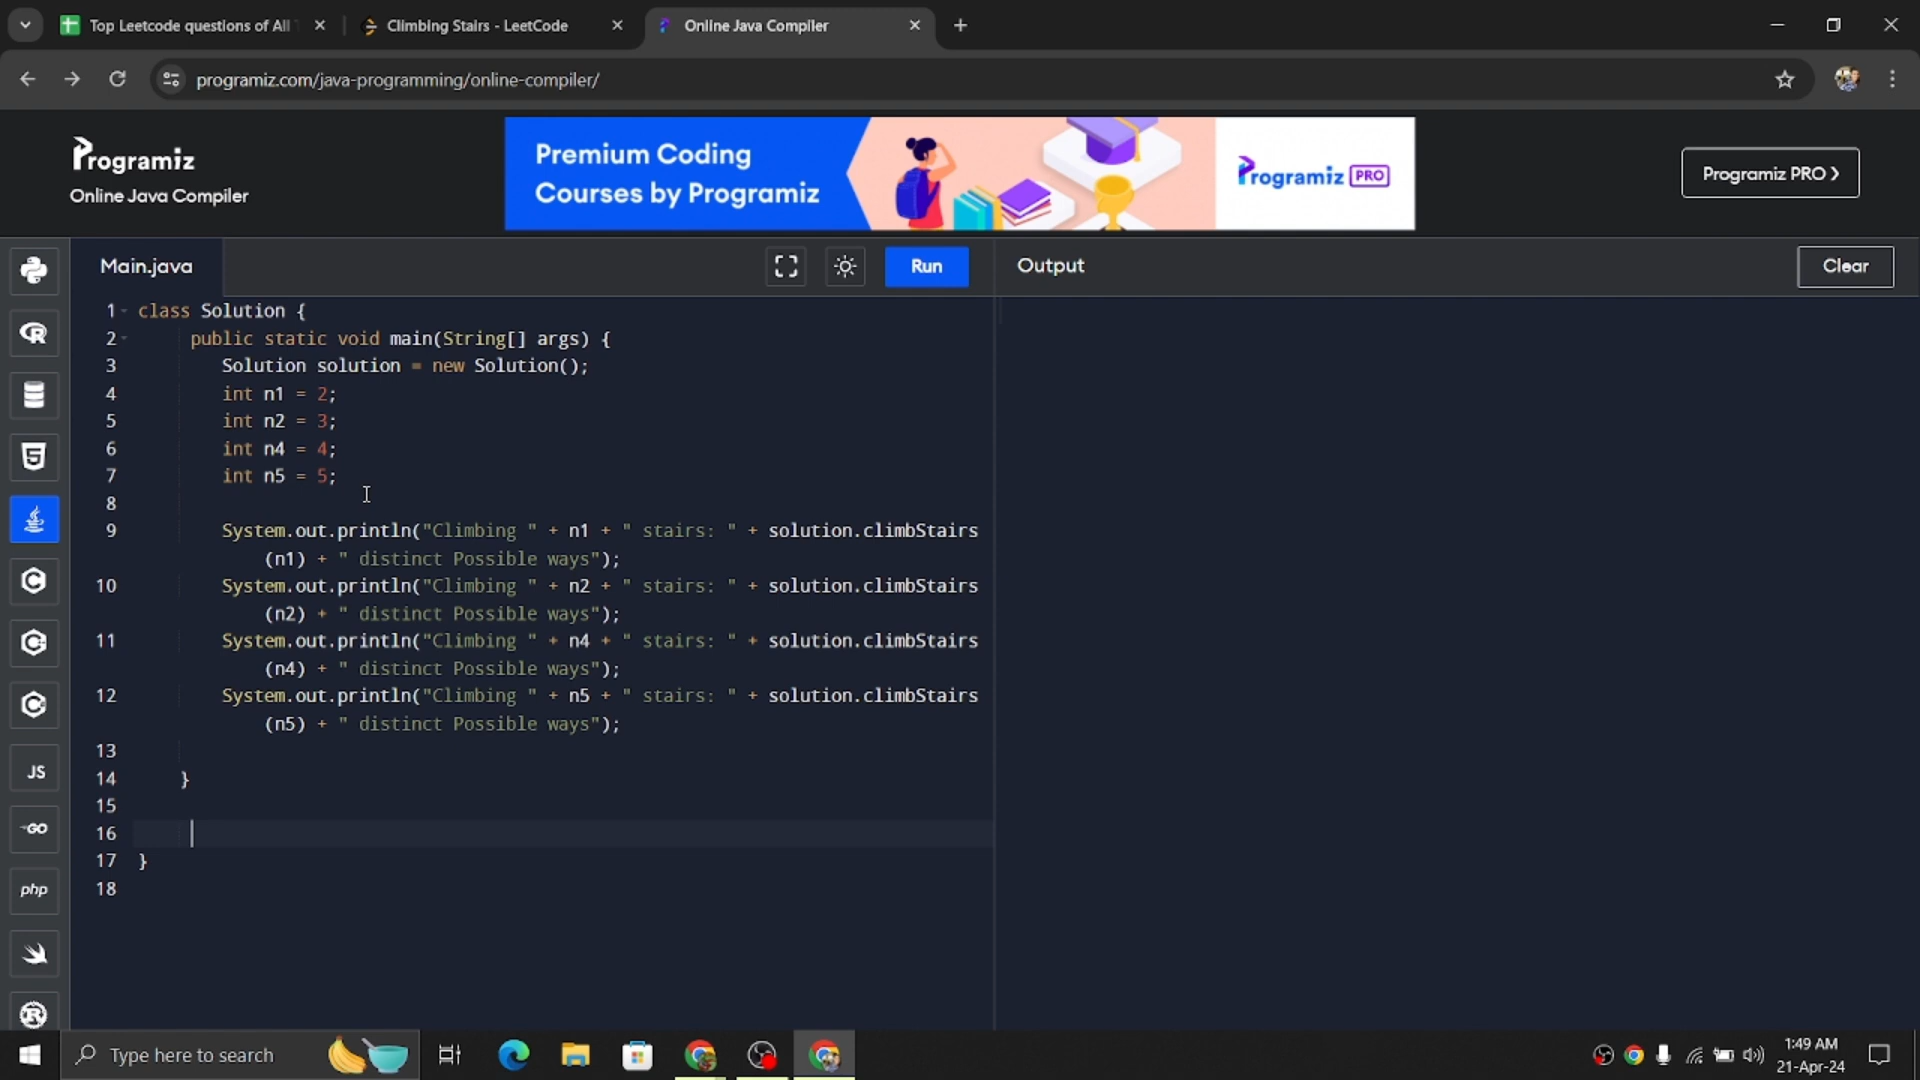 Top Leetcode questions of All
Climbing Stairs - LeetCode
Online Java Compiler
programiz.com/java-programming/online-compiler/
Programiz
Online Java Compiler
Premium Coding
Courses by Programiz
Programiz PRO
Programiz PRO >
Main.java
Run
Output
Clear
1 class Solution {
2 public static void main(String[] args) {
3 Solution solution = new Solution();
4 int n1 = 2;
5 int n2 = 3;
6 int n4 = 4;
7 int n5 = 5;
8
9 System.out.println("Climbing " + n1 + " stairs: " + solution.climbStairs
(n1) + " distinct Possible ways");
10 System.out.println("Climbing " + n2 + " stairs: " + solution.climbStairs
(n2) + " distinct Possible ways");
11 System.out.println("Climbing " + n4 + " stairs: " + solution.climbStairs
(n4) + " distinct Possible ways");
12 System.out.println("Climbing " + n5 + " stairs: " + solution.climbStairs
(n5) + " distinct Possible ways");
13
14 }
15
16
17 }
18
R
5
C
C
C
JS
GO
php
R
Type here to search
1:49 AM
21-Apr-24